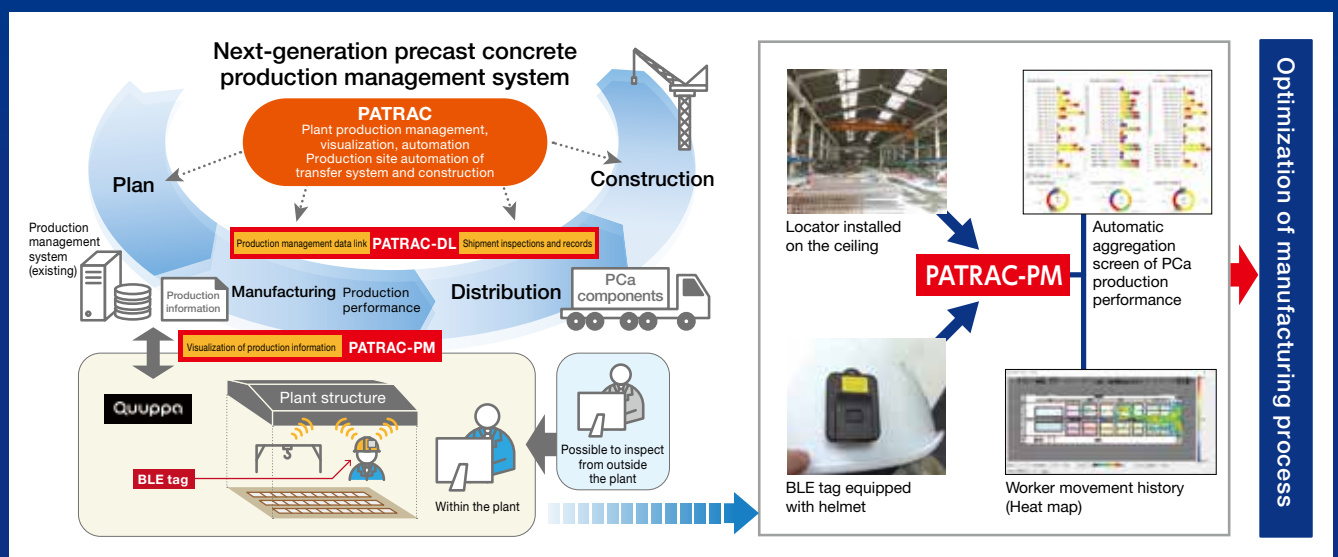 Next-generation precast concrete
production management system
PATRAC
Plant production management,
visualization, automation
Production site automation of
transfer system and construction
Plan
Construction
Production
management
system
(existing)
Production management data link PATRAC-DL Shipment inspections and records
Production
information
Manufacturing Production
performance
Distribution
PCa
components
Visualization of production information PATRAC-PM
Quuppa
Plant structure
BLE tag
Within the plant
Possible to inspect
from outside
the plant
Locator installed
on the ceiling
Automatic
aggregation
screen of PCa
production
performance
PATRAC-PM
BLE tag equipped
with helmet
Worker movement history
(Heat map)
Optimization of manufacturing process